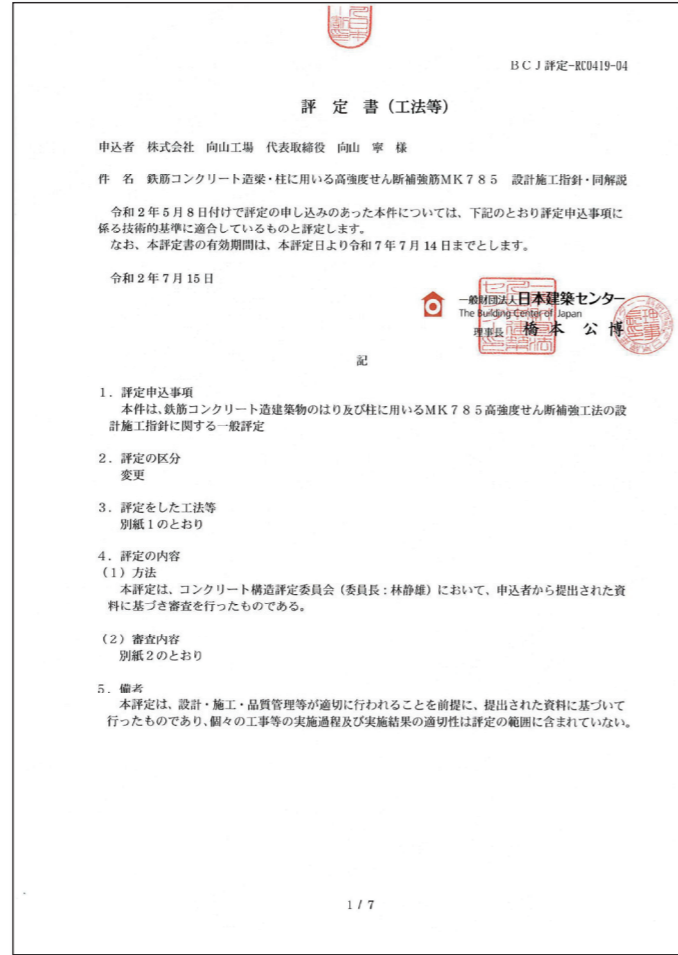 BCJ評定-RC0419-04
評 定 書（工法等）
申込者 株式会社 向山工場 代表取締役 向山 寧 様
件 名 鉄筋コンクリート造梁・柱に用いる高強度せん断補強筋MK785 設計施工指針・同解説
令和2年5月8日付けで評定の申し込みのあった本件については、下記のとおり評定申込事項に
係る技術的基準に適合しているものと評定します。
なお、本評定書の有効期間は、本評定日より令和7年7月14日までとします。
令和2年7月15日
一般財団法人日本建築センター
The Building Center of Japan
理事長 橋本 公博
記
1．評定申込事項
本件は、鉄筋コンクリート造建築物のはり及び柱に用いるMK785高強度せん断補強工法の設
計施工指針に関する一般評定
2．評定の区分
変更
3．評定をした工法等
別紙1のとおり
4．評定の内容
（1）方法
本評定は、コンクリート構造評定委員会（委員長：林静雄）において、申込者から提出された資
料に基づき審査を行ったものである。
（2）審査内容
別紙2のとおり
5．備考
本評定は、設計・施工・品質管理等が適切に行われることを前提に、提出された資料に基づいて
行ったものであり、個々の工事等の実施過程及び実施結果の適切性は評定の範囲に含まれていない。
1 / 7